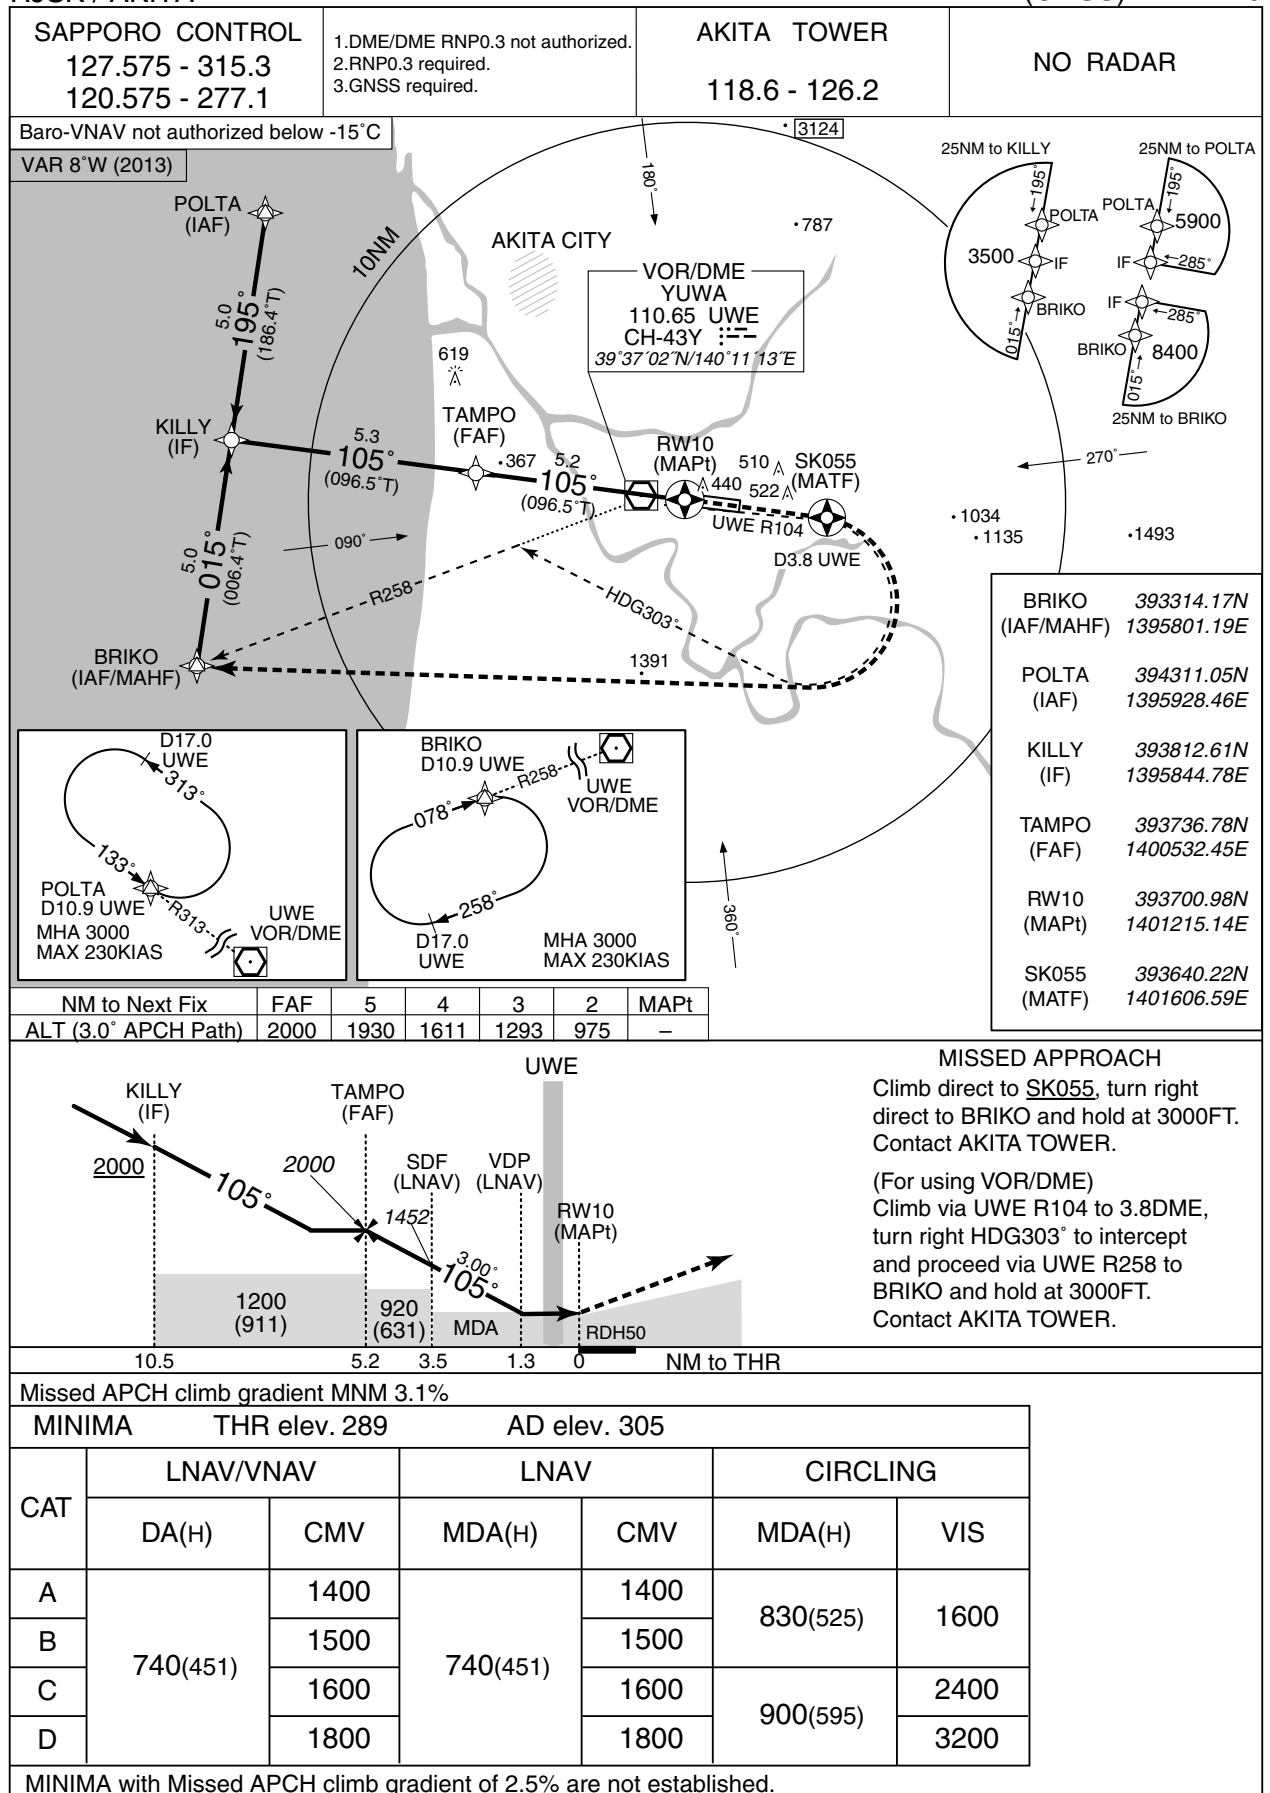 SAPPORO CONTROL
127.575 - 315.3
120.575 - 277.1
1.DME/DME RNP0.3 not authorized.
2.RNP0.3 required.
3.GNSS required.
AKITA TOWER
118.6 - 126.2
NO RADAR
Baro-VNAV not authorized below -15°C
VAR 8°W (2013)
3124
180°
787
10NM
AKITA CITY
POLTA
(IAF)
5.0
195°
(186.4°T)
VOR/DME
YUWA
110.65 UWE
CH-43Y
39°37´02˝N/140°11´13˝E
25NM to KILLY
195°
POLTA
3500
IF
BRIKO
015°
25NM to POLTA
195°
POLTA
5900
IF
285°
IF
285°
BRIKO
8400
015°
25NM to BRIKO
619
KILLY
(IF)
5.3
105°
(096.5°T)
TAMPO
(FAF)
367
5.2
105°
(096.5°T)
RW10
(MAPt)
440
510
522
SK055
(MATF)
UWE R104
D3.8 UWE
270°
1034
1135
1493
090°
5.0
015°
(006.4°T)
R258
HDG303°
BRIKO
(IAF/MAHF)
1391
360°
BRIKO 393314.17N
(IAF/MAHF) 1395801.19E
POLTA 394311.05N
(IAF) 1395928.46E
KILLY 393812.61N
(IF) 1395844.78E
TAMPO 393736.78N
(FAF) 1400532.45E
RW10 393700.98N
(MAPt) 1401215.14E
SK055 393640.22N
(MATF) 1401606.59E
D17.0
UWE
313°
133°
POLTA
D10.9 UWE
R313
MHA 3000
MAX 230KIAS
UWE
VOR/DME
BRIKO
D10.9 UWE
R258
UWE
VOR/DME
078°
258°
D17.0
UWE
MHA 3000
MAX 230KIAS
NM to Next Fix FAF 5 4 3 2 MAPt
ALT (3.0° APCH Path) 2000 1930 1611 1293 975 –
KILLY
(IF)
TAMPO
(FAF)
UWE
2000
105°
2000
SDF
(LNAV)
VDP
(LNAV)
1452
RW10
(MAPt)
3.00°
105°
1200
(911)
920
(631)
MDA
RDH50
10.5 5.2 3.5 1.3 0 NM to THR
MISSED APPROACH
Climb direct to SK055, turn right
direct to BRIKO and hold at 3000FT.
Contact AKITA TOWER.
(For using VOR/DME)
Climb via UWE R104 to 3.8DME,
turn right HDG303° to intercept
and proceed via UWE R258 to
BRIKO and hold at 3000FT.
Contact AKITA TOWER.
Missed APCH climb gradient MNM 3.1%
MINIMA THR elev. 289 AD elev. 305
CAT LNAV/VNAV LNAV CIRCLING
DA(H) CMV MDA(H) CMV MDA(H) VIS
A 740(451) 1400 740(451) 1400 830(525) 1600
B 1500 1500
C 1600 1600 900(595) 2400
D 1800 1800 3200
MINIMA with Missed APCH climb gradient of 2.5% are not established.